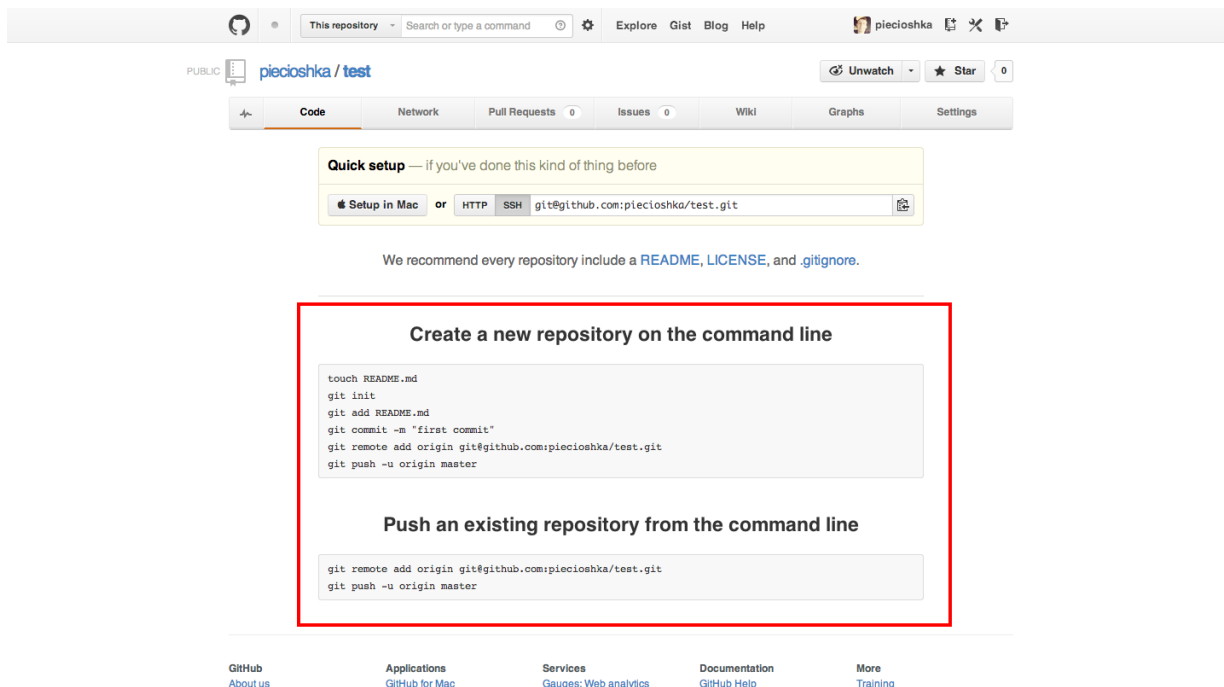 This repository Search or type a command Explore Gist Blog Help piecioshka
PUBLIC piecioshka / test Unwatch Star 0
Code Network Pull Requests 0 Issues 0 Wiki Graphs Settings
Quick setup — if you've done this kind of thing before
Setup in Mac or HTTP SSH git@github.com:piecioshka/test.git
We recommend every repository include a README, LICENSE, and .gitignore.
Create a new repository on the command line
touch README.md
git init
git add README.md
git commit -m "first commit"
git remote add origin git@github.com:piecioshka/test.git
git push -u origin master
Push an existing repository from the command line
git remote add origin git@github.com:piecioshka/test.git
git push -u origin master
GitHub Applications Services Documentation More
About us GitHub for Mac Gauges: Web analytics GitHub Help Training